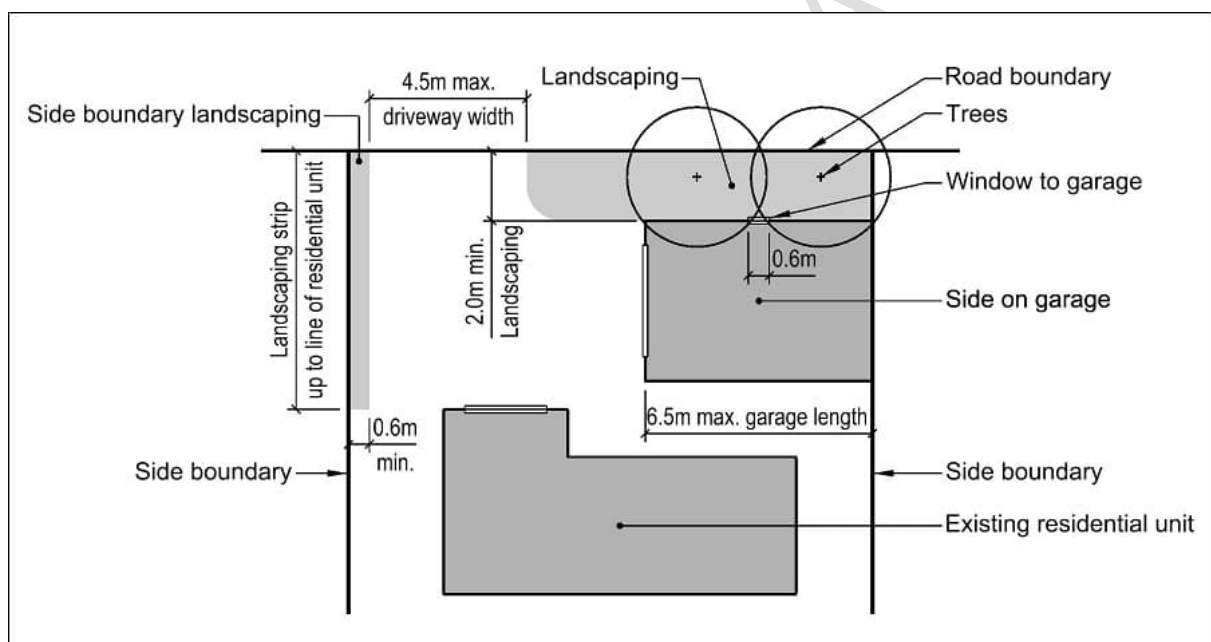 4.5m max.
driveway width
Landscaping
Road boundary
Side boundary landscaping
Trees
Window to garage
Landscaping strip
up to line of residential unit
2.0m min.
Landscaping
0.6m
Side on garage
6.5m max. garage length
0.6m
min.
Side boundary
Side boundary
Existing residential unit